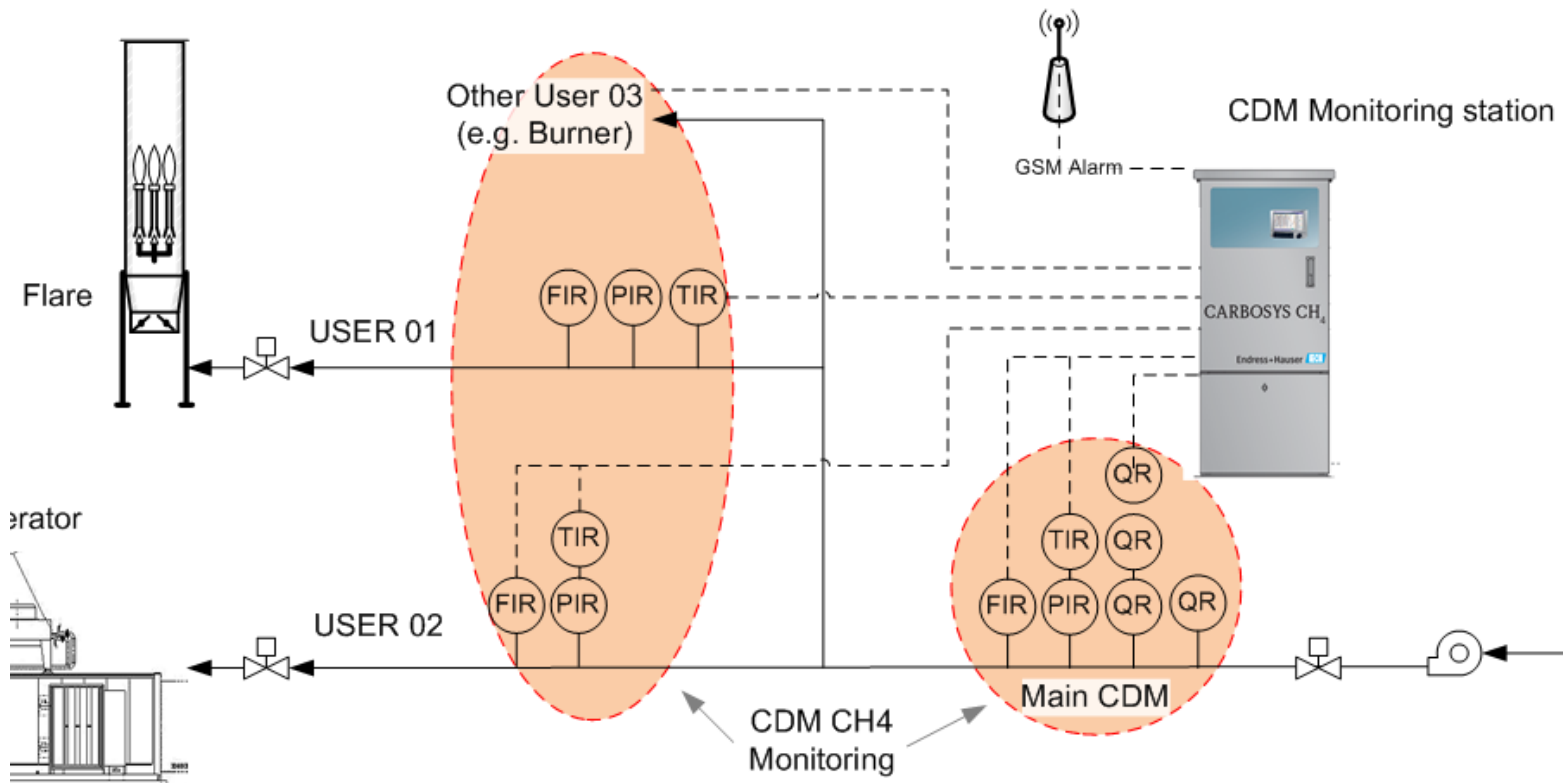 Other User 03
(e.g. Burner)
CDM Monitoring station
GSM Alarm
Flare
FIR
PIR
TIR
CARBOSYS CH4
USER 01
Endress+Hauser
QR
erator
TIR
TIR
QR
FIR
PIR
FIR
PIR
QR
QR
USER 02
Main CDM
CDM CH4
Monitoring